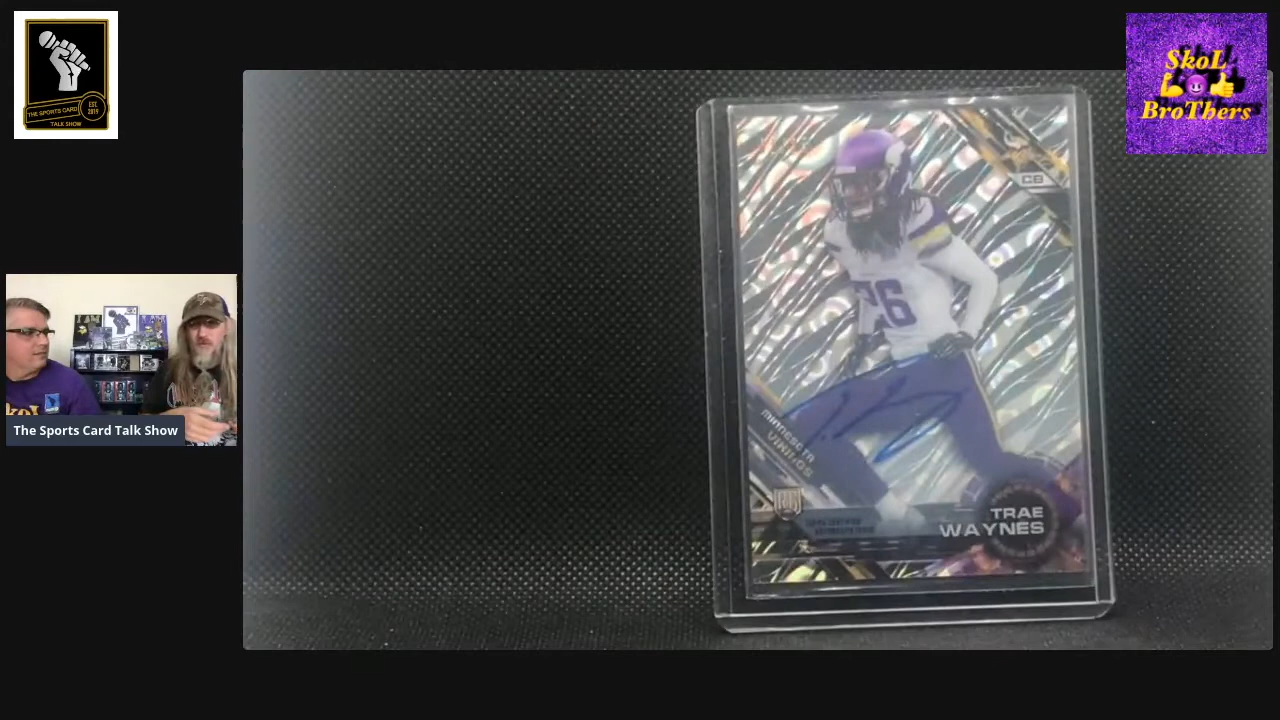 THE SPORTS CARD
TALK SHOW
EST.
2019
SkoL
BroThers
CB
26
MINNESOTA
VIKINGS
TRAE
WAYNES
I AM
The Sports Card Talk Show